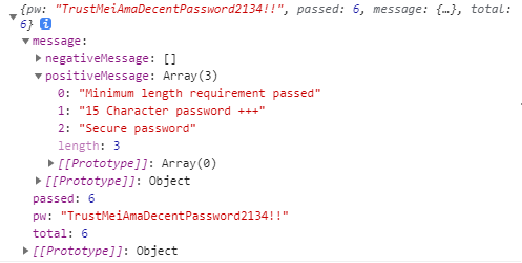 {pw: "TrustMeiAmaDecentPassword2134!!", passed: 6, message: {…}, total:
6} i
message:
negativeMessage: []
positiveMessage: Array(3)
0: "Minimum length requirement passed"
1: "15 Character password +++"
2: "Secure password"
length: 3
[[Prototype]]: Array(0)
[[Prototype]]: Object
passed: 6
pw: "TrustMeiAmaDecentPassword2134!!"
total: 6
[[Prototype]]: Object